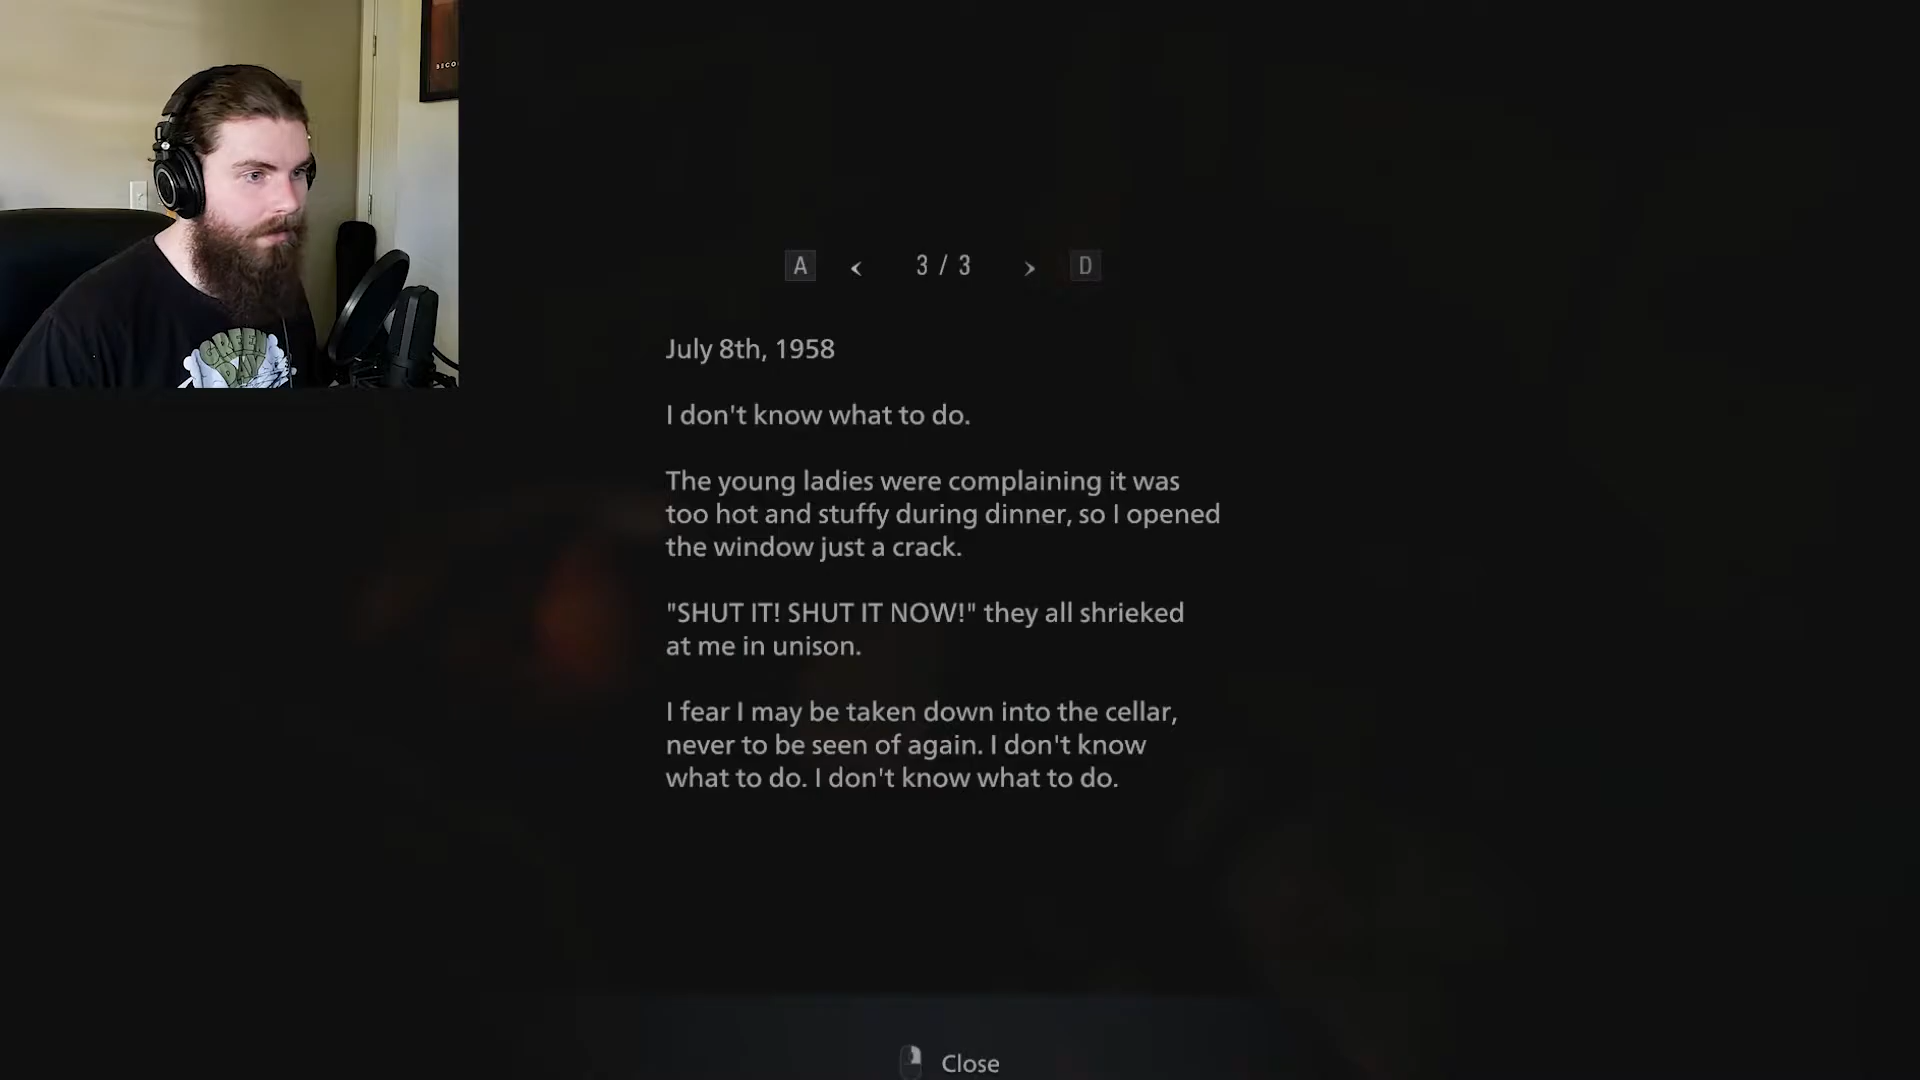 BECO
GREEN
DAY
A < 3 / 3 > D
July 8th, 1958
I don't know what to do.
The young ladies were complaining it was
too hot and stuffy during dinner, so I opened
the window just a crack.
"SHUT IT! SHUT IT NOW!" they all shrieked
at me in unison.
I fear I may be taken down into the cellar,
never to be seen of again. I don't know
what to do. I don't know what to do.
Close